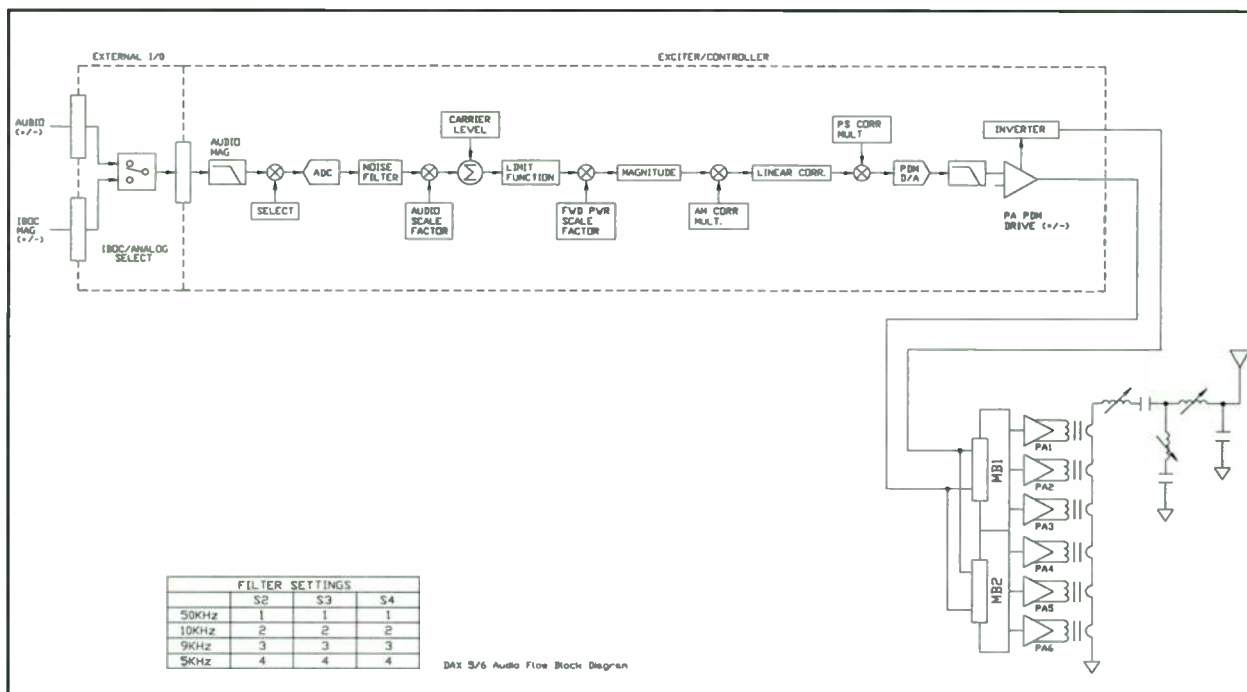 EXTERNAL I/O
EXCITER/CONTROLLER
AUDIO
(+/-)
IBOC
MAG
(+/-)
IBOC/ANALOG
SELECT
AUDIO
MAG
SELECT
ADC
NOISE
FILTER
AUDIO
SCALE
FACTOR
CARRIER
LEVEL
Σ
LIMIT
FUNCTION
FWD PWR
SCALE
FACTOR
MAGNITUDE
AM CORR
MULT.
LINEAR CORR.
PS CORR
MULT
PDM
D/A
INVERTER
PA PDM
DRIVE (+/-)
MB1
MB2
PA1
PA2
PA3
PA4
PA5
PA6
FILTER SETTINGS
S2 S3 S4
50KHz 1 1 1
10KHz 2 2 2
9KHz 3 3 3
5KHz 4 4 4
DAX 5/6 Audio Flow Block Diagram